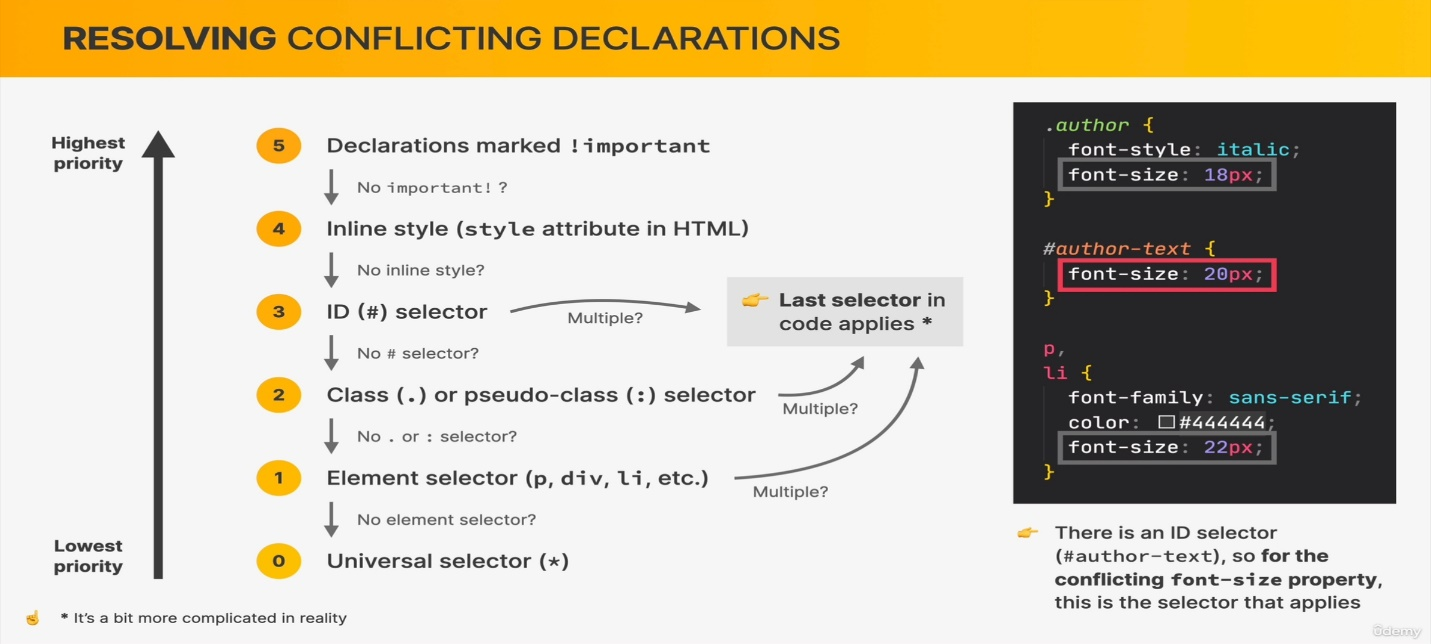 RESOLVING CONFLICTING DECLARATIONS
Highest
priority
5
Declarations marked !important
No important! ?
4
Inline style (style attribute in HTML)
No inline style?
3
ID (#) selector
Multiple?
👉 Last selector in
code applies *
No # selector?
2
Class (.) or pseudo-class (:) selector
Multiple?
No . or : selector?
1
Element selector (p, div, li, etc.)
Multiple?
No element selector?
Lowest
priority
0
Universal selector (*)
☝ * It's a bit more complicated in reality
.author {
font-style: italic;
font-size: 18px;
}
#author-text {
font-size: 20px;
}
p,
li {
font-family: sans-serif;
color: #444444;
font-size: 22px;
}
👉 There is an ID selector
(#author-text), so for the
conflicting font-size property,
this is the selector that applies
ûdemy